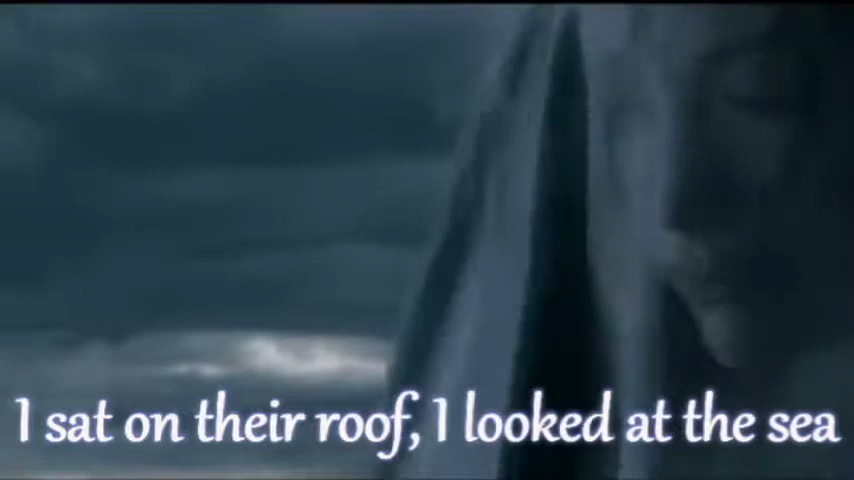 I sat on their roof, I looked at the sea